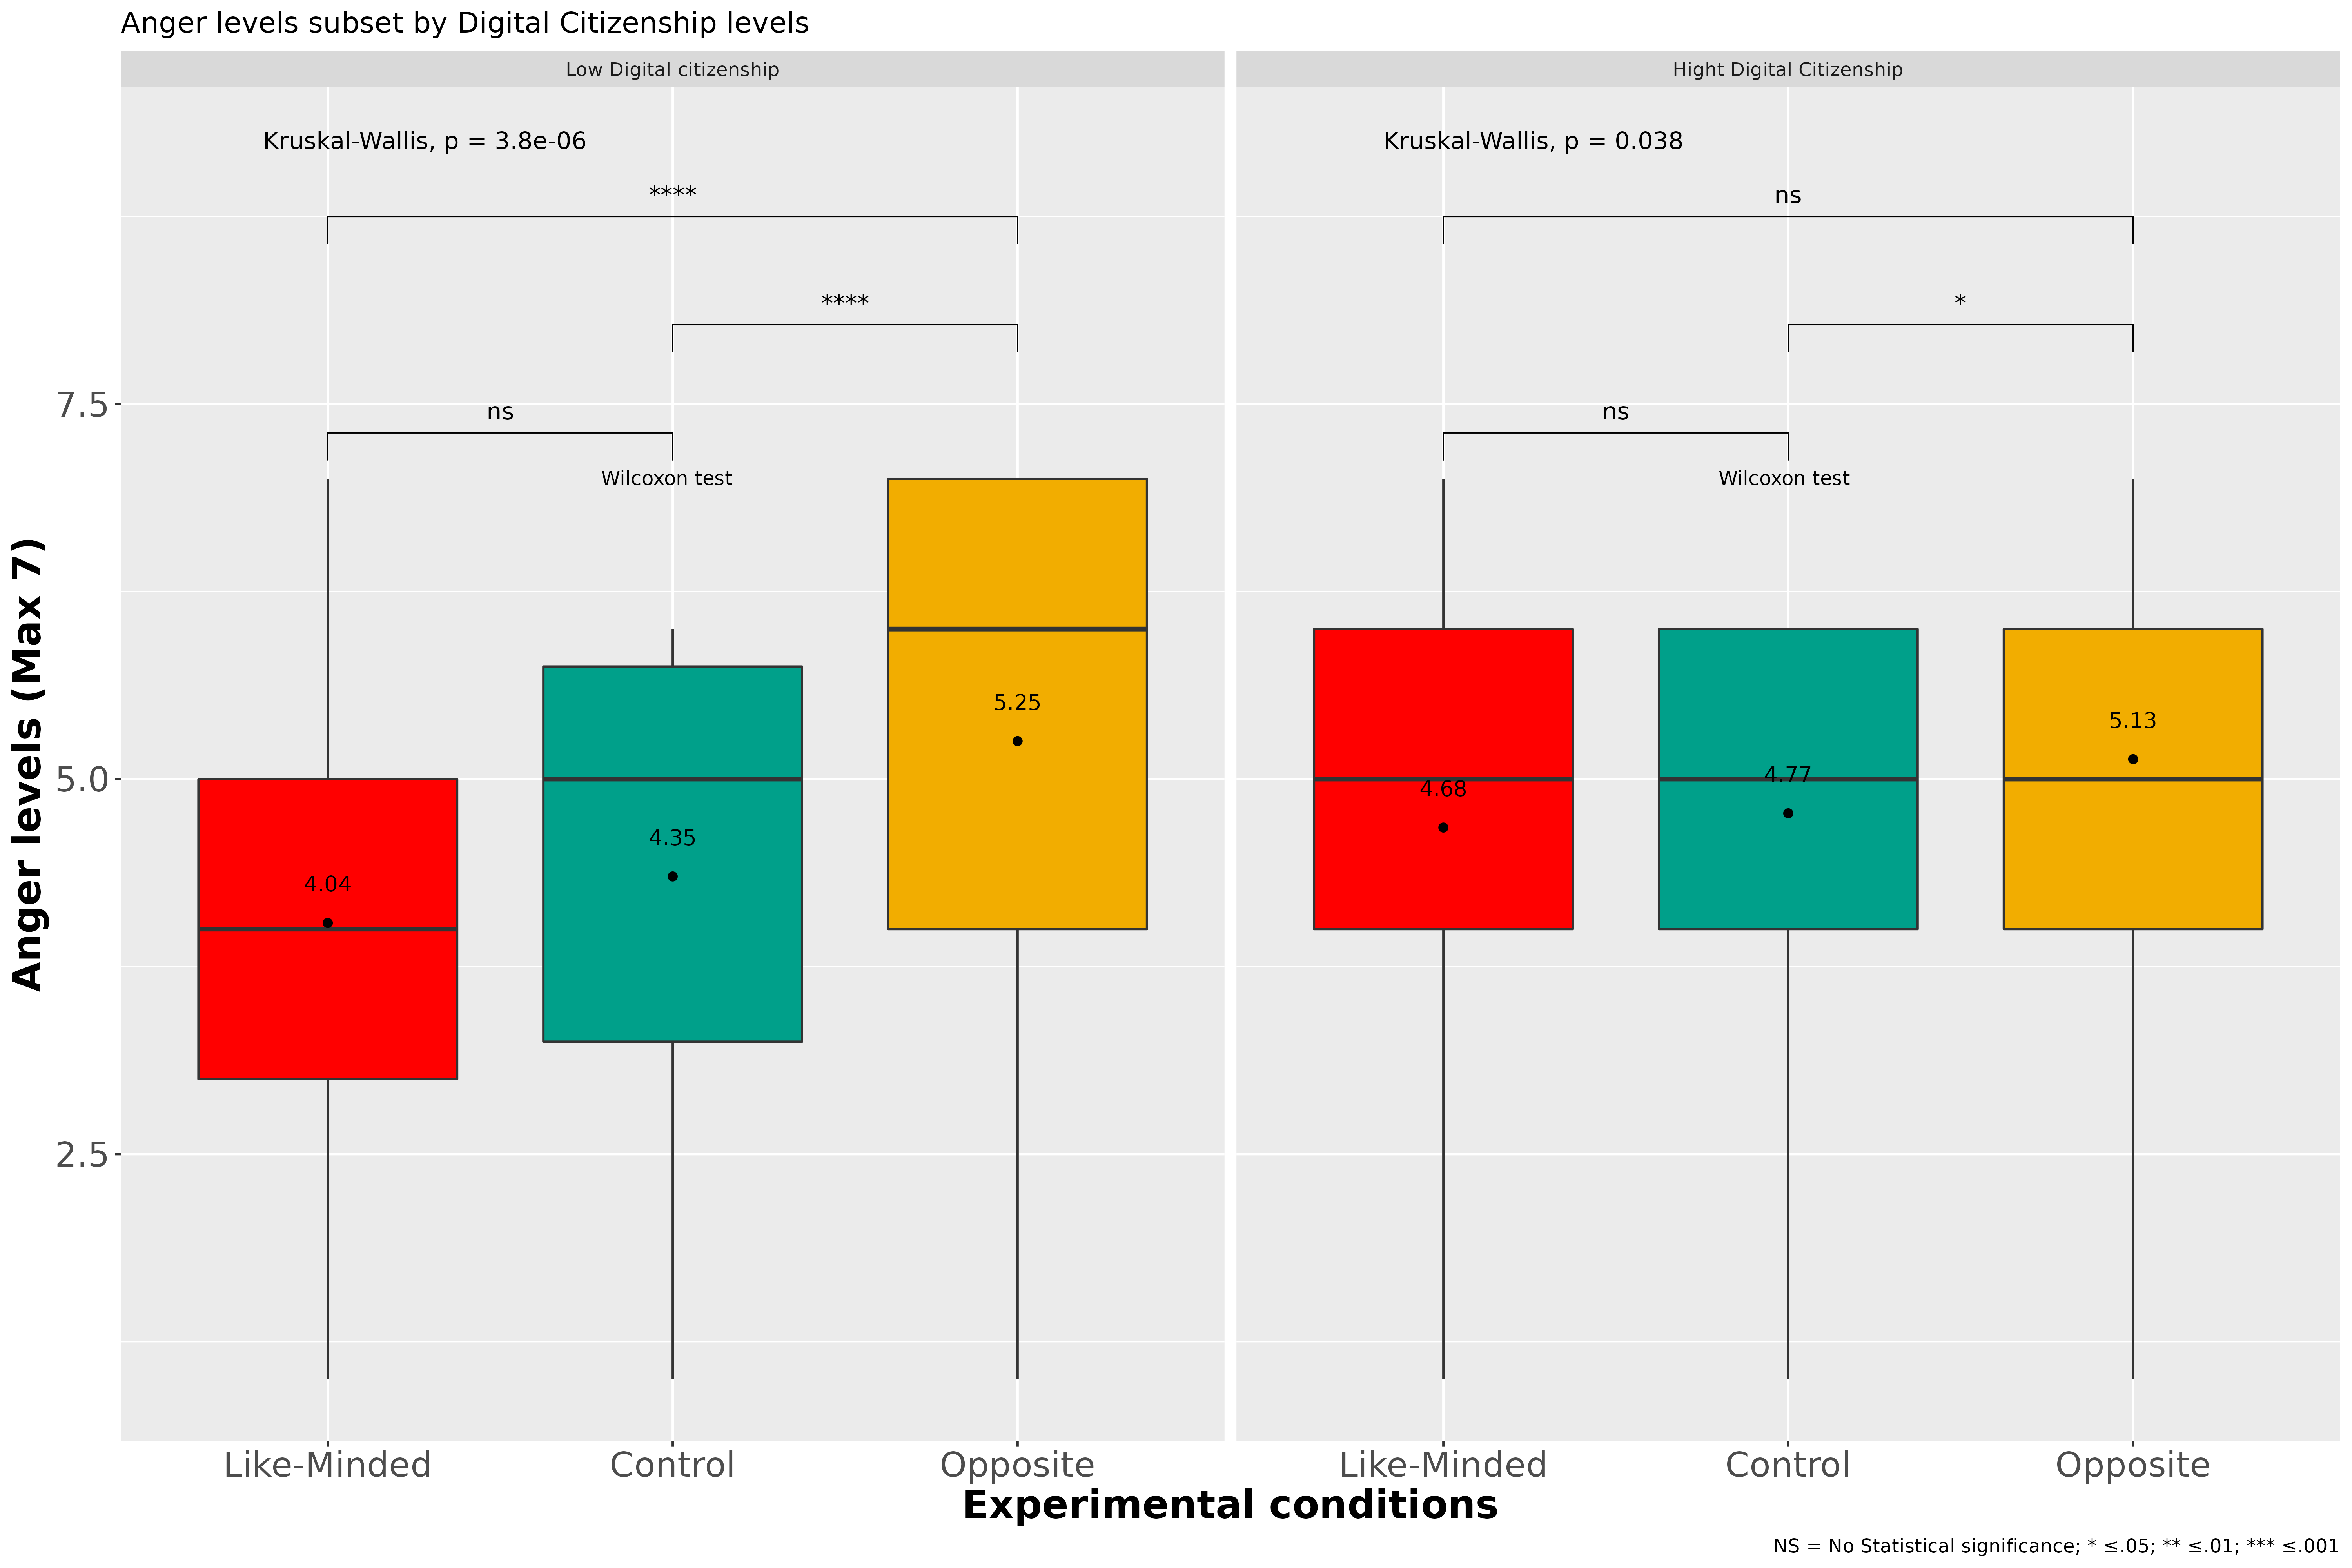 Anger levels subset by Digital Citizenship levels
Low Digital citizenship
Hight Digital Citizenship
Kruskal-Wallis, p = 3.8e-06
Kruskal-Wallis, p = 0.038
****
ns
****
*
7.5
ns
ns
Wilcoxon test
Wilcoxon test
5.25
5.13
5.0
4.77
4.68
4.35
4.04
2.5
Anger levels (Max 7)
Like-Minded
Control
Opposite
Like-Minded
Control
Opposite
Experimental conditions
NS = No Statistical significance; * ≤.05; ** ≤.01; *** ≤.001